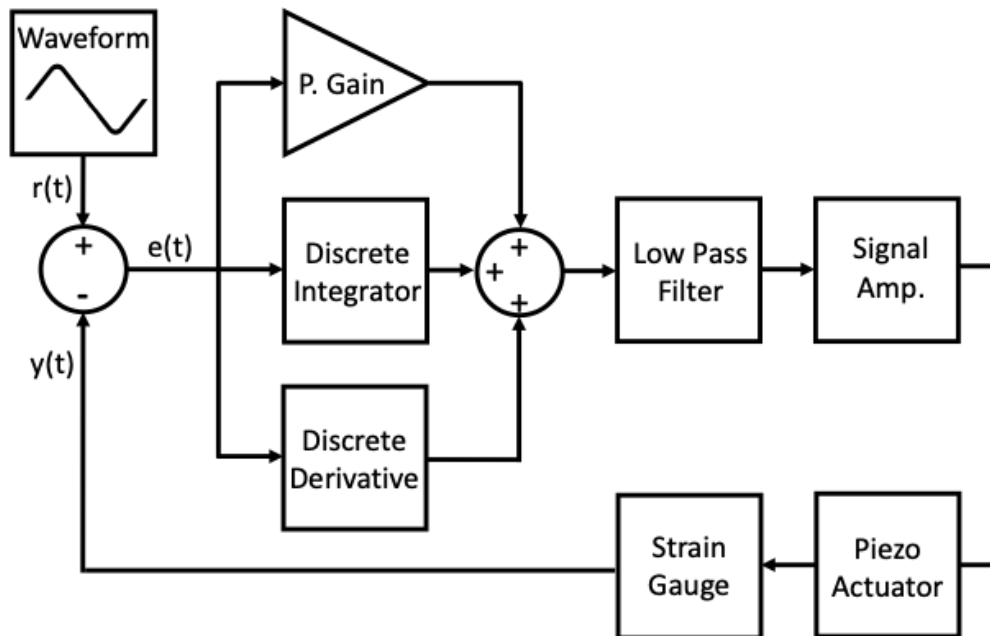 Waveform
r(t)
+
-
y(t)
e(t)
P. Gain
Discrete
Integrator
Discrete
Derivative
+
+
+
Low Pass
Filter
Signal
Amp.
Strain
Gauge
Piezo
Actuator